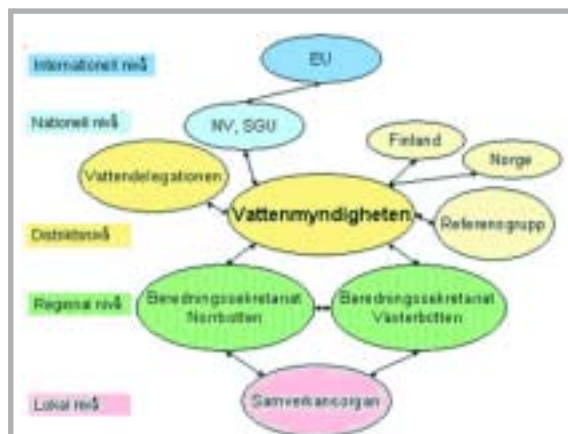 Internationell nivå
EU
Nationell nivå
NV, SGU
Finland
Norge
Vattendelegationen
Vattenmyndigheten
Referensgrupp
Distriktsnivå
Regional nivå
Beredningssekretariat
Norrbotten
Beredningssekretariat
Västerbotten
Lokal nivå
Samverkansorgan